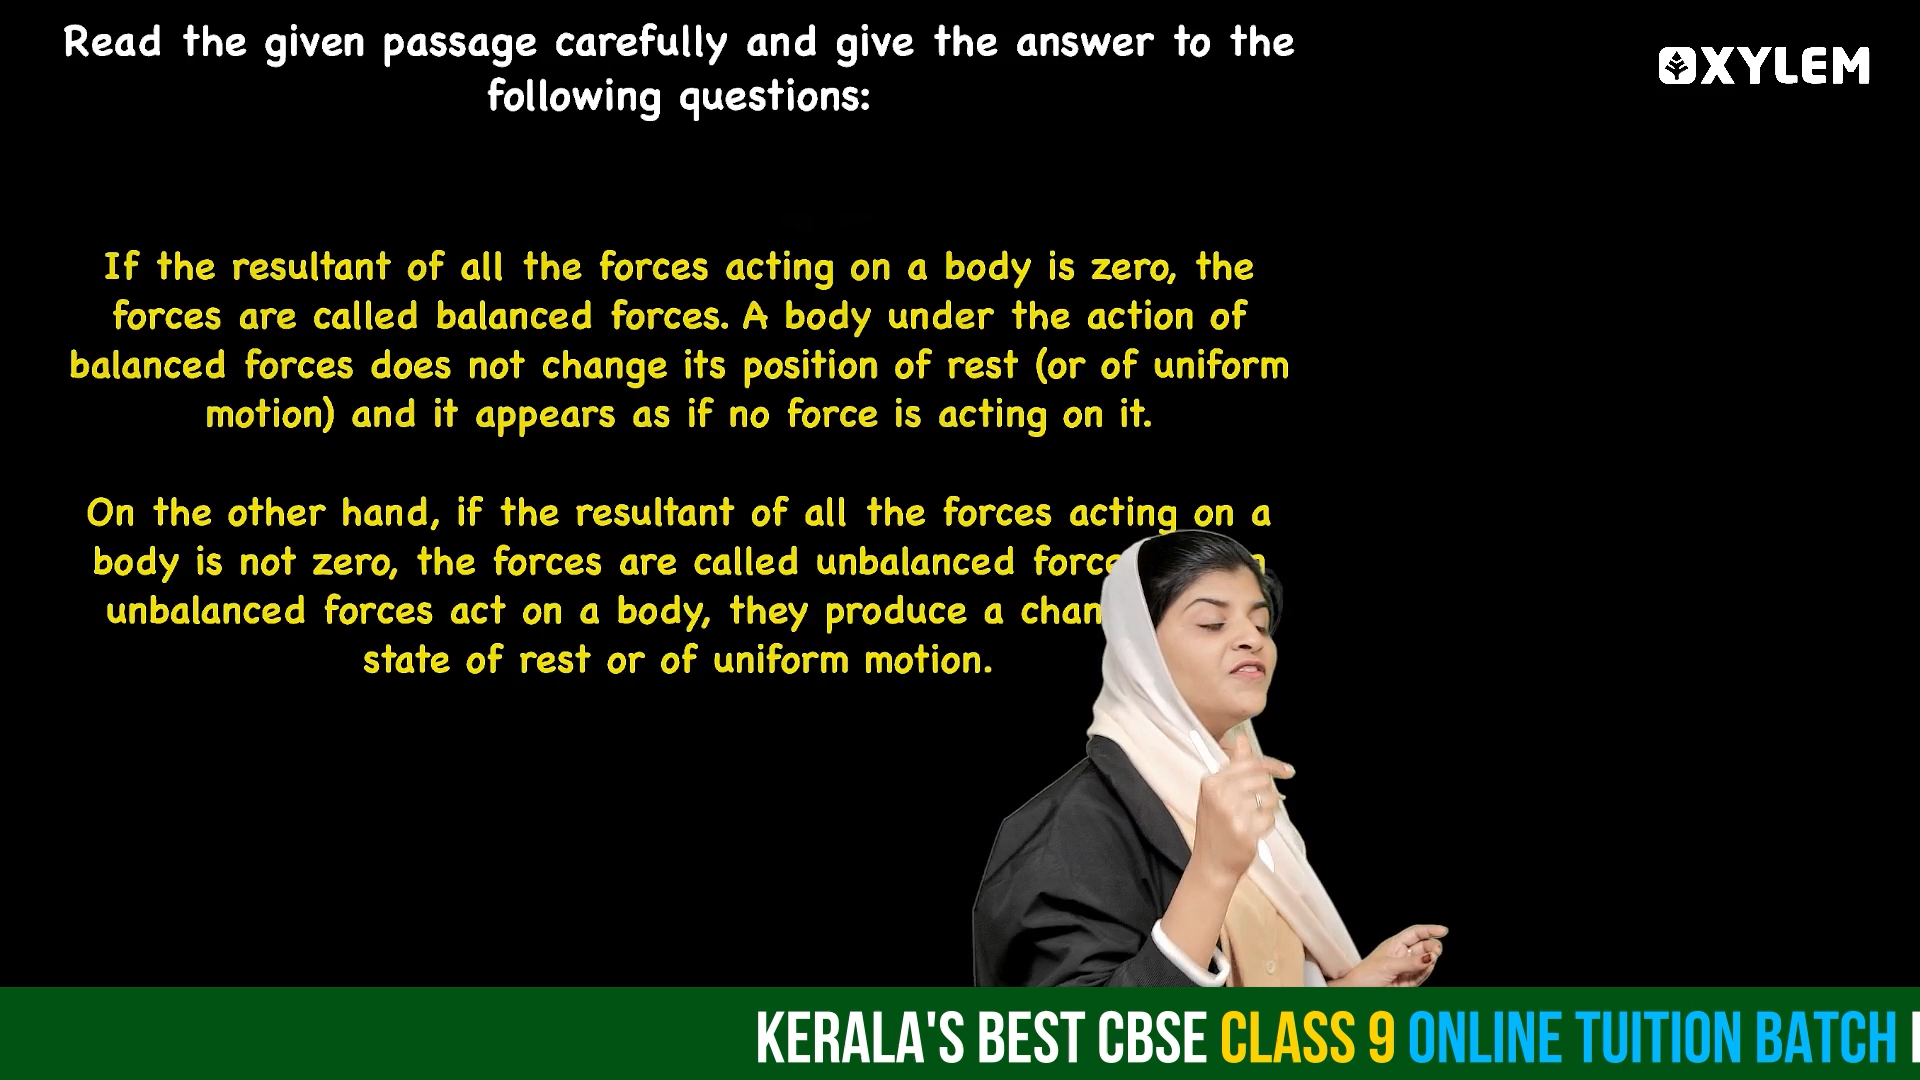 Read the given passage carefully and give the answer to the
following questions:
XYLEM
If the resultant of all the forces acting on a body is zero, the
forces are called balanced forces. A body under the action of
balanced forces does not change its position of rest (or of uniform
motion) and it appears as if no force is acting on it.
On the other hand, if the resultant of all the forces acting on a
body is not zero, the forces are called unbalanced
unbalanced forces act on a body, they produce a
state of rest or of uniform motion.
KERALA'S BEST CBSE CLASS 9 ONLINE TUITION BATCH